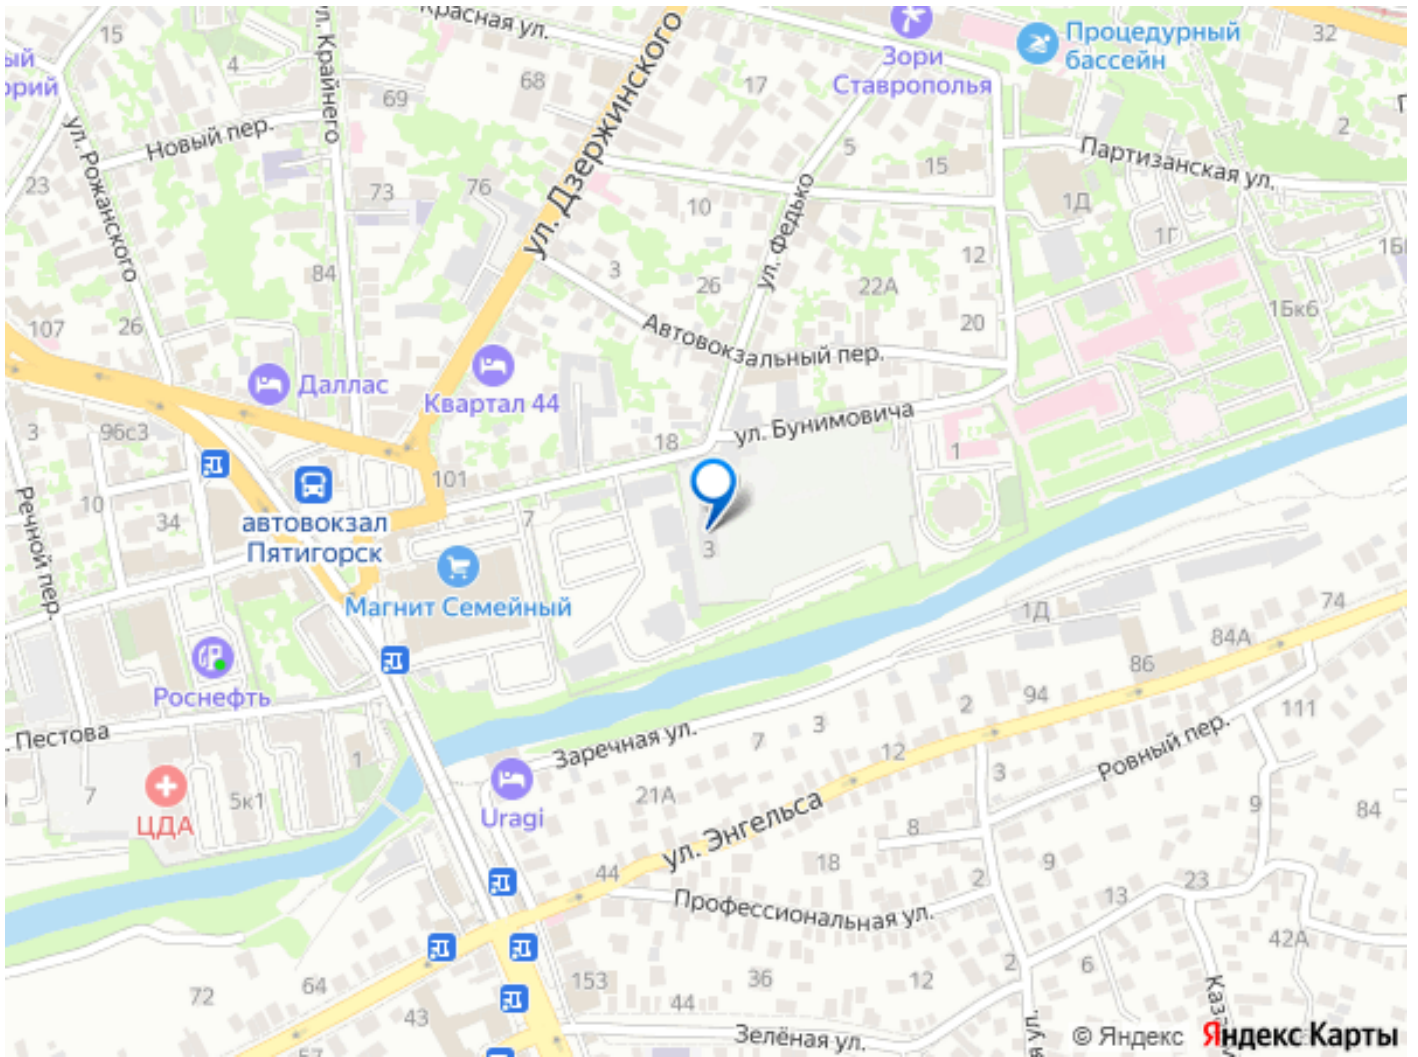 15
ул. Крайнего
Красная ул.
ул. Дзержинского
Зори
Ставрополья
Процедурный
бассейн
32
4
68
17
69
2
ул. Рожанского
Новый пер.
5
15
Партизанская ул.
23
73
76
10
ул. Федько
1Д
1Г
84
3
26
22А
12
1Бк6
107
26
20
Автовокзальный пер.
Даллас
Квартал 44
ул. Бунимовича
3
96с3
18
1
101
Речной пер.
10
34
7
автовокзал
Пятигорск
3
Магнит Семейный
1Д
74
84А
86
Роснефть
94
2
111
. Пестова
Заречная ул.
7
3
12
1
3
Ровный пер.
7
5к1
ЦДА
21А
Uragi
ул. Энгельса
9
84
8
44
18
9
2
13
23
Профессиональная ул.
42А
72
64
153
36
12
2
6
43
44
57
Зелёная ул.
© Яндекс
Яндекс Карты